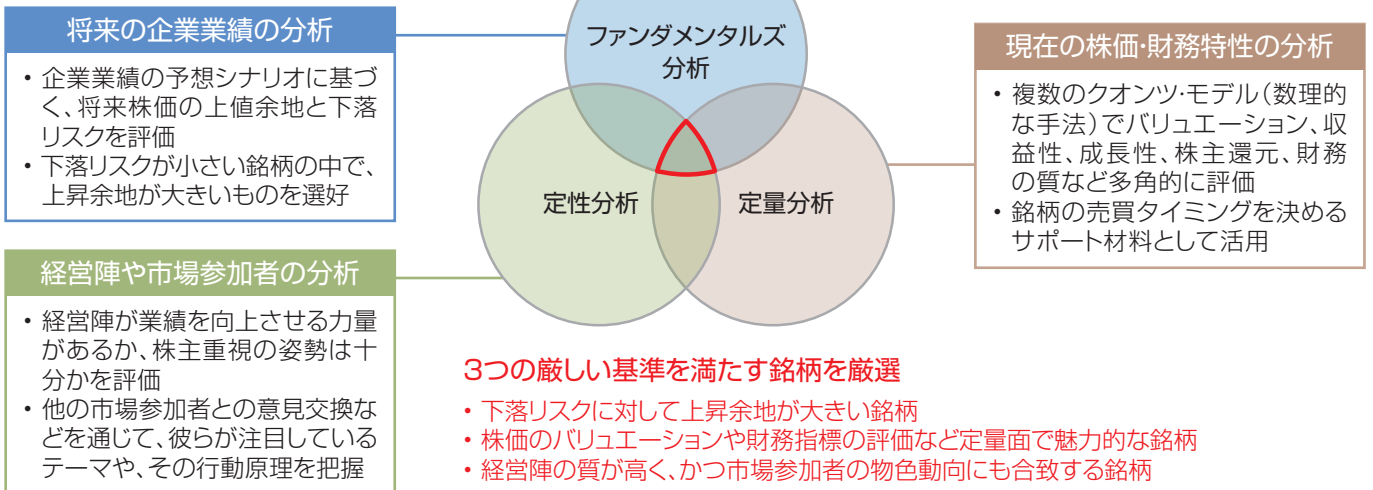 将来の企業業績の分析
・企業業績の予想シナリオに基づ
く、将来株価の上値余地と下落
リスクを評価
・下落リスクが小さい銘柄の中で、
上昇余地が大きいものを選好
ファンダメンタルズ
分析
定性分析
定量分析
現在の株価・財務特性の分析
・複数のクオンツ・モデル(数理的
な手法)でバリュエーション、収
益性、成長性、株主還元、財務
の質など多角的に評価
・銘柄の売買タイミングを決める
サポート材料として活用
経営陣や市場参加者の分析
・経営陣が業績を向上させる力量
があるか、株主重視の姿勢は十
分かを評価
・他の市場参加者との意見交換な
どを通じて、彼らが注目している
テーマや、その行動原理を把握
3つの厳しい基準を満たす銘柄を厳選
・下落リスクに対して上昇余地が大きい銘柄
・株価のバリュエーションや財務指標の評価など定量面で魅力的な銘柄
・経営陣の質が高く、かつ市場参加者の物色動向にも合致する銘柄